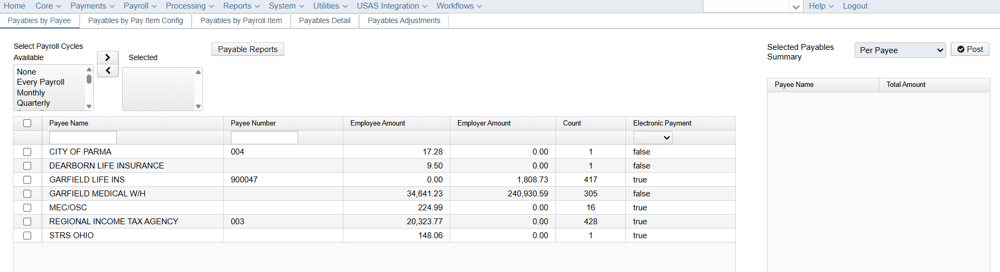 Home Core Payments Payroll Processing Reports System Utilities USAS Integration Workflows Help Logout
Payables by Payee Payables by Pay Item Config Payables by Payroll Item Payables Detail Payables Adjustments
Select Payroll Cycles
Available
Selected
Payable Reports
None
Every Payroll
Monthly
Quarterly
Selected Payables
Summary
Per Payee
Post
Payee Name Total Amount
Payee Name Payee Number Employee Amount Employer Amount Count Electronic Payment
CITY OF PARMA 004 17.28 0.00 1 false
DEARBORN LIFE INSURANCE 9.50 0.00 1 false
GARFIELD LIFE INS 900047 0.00 1,808.73 417 true
GARFIELD MEDICAL W/H 34,641.23 240,930.59 305 false
MEC/OSC 224.99 0.00 16 true
REGIONAL INCOME TAX AGENCY 003 20,323.77 0.00 428 true
STRS OHIO 148.06 0.00 1 true